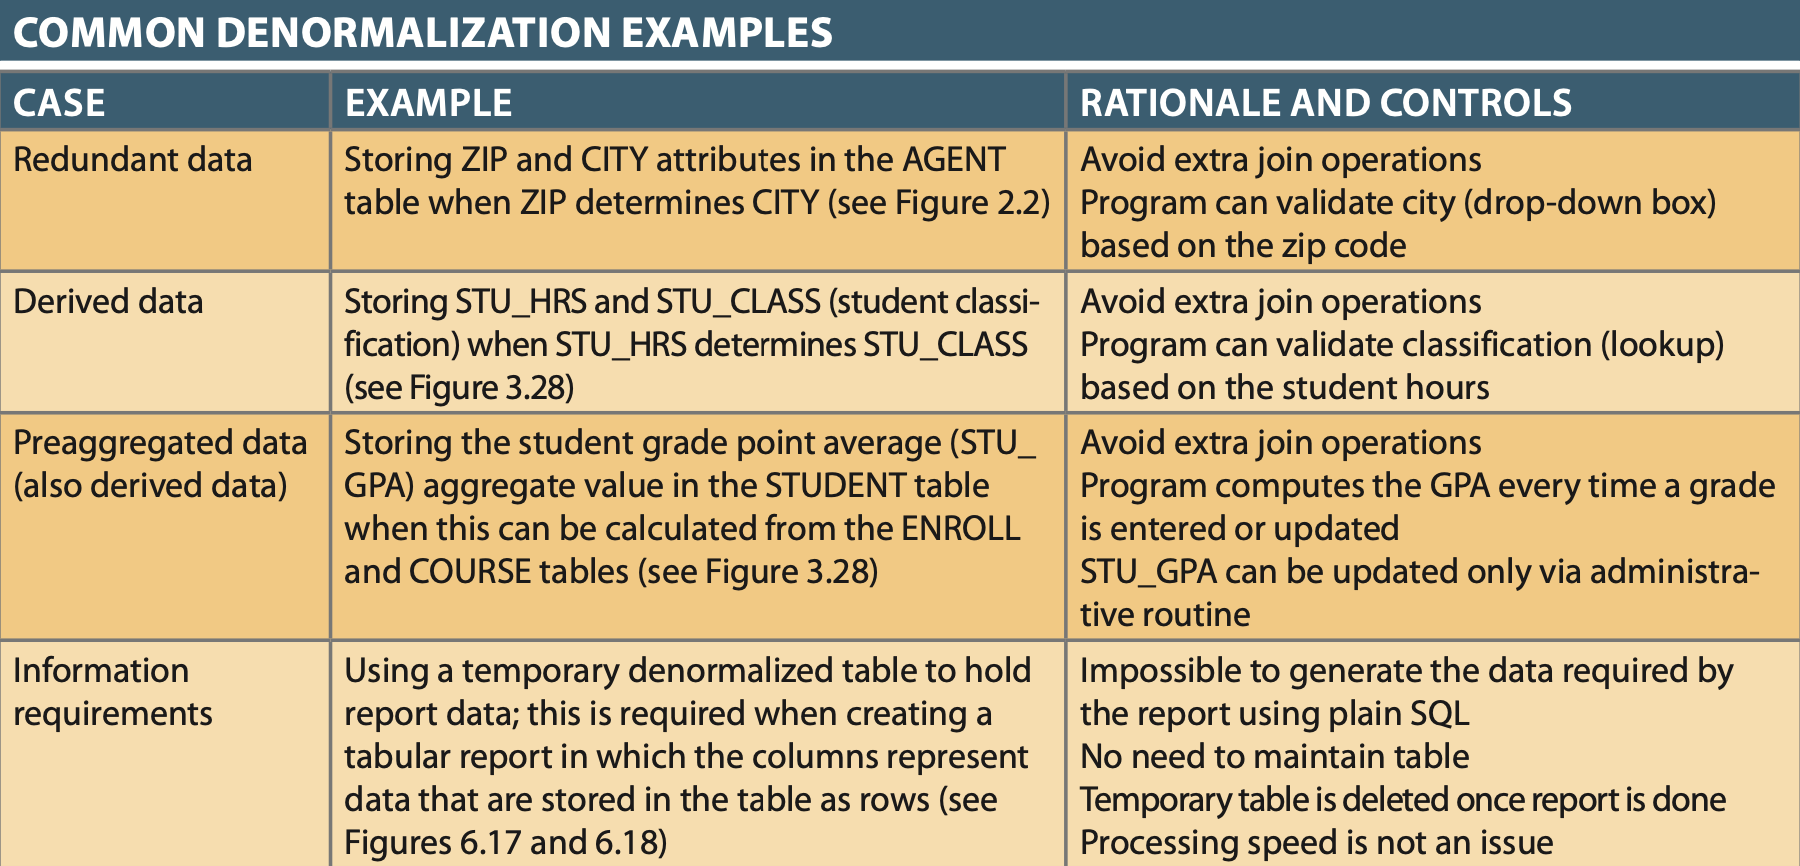 COMMON DENORMALIZATION EXAMPLES
CASE
EXAMPLE
RATIONALE AND CONTROLS
Redundant data
Storing ZIP and CITY attributes in the AGENT
table when ZIP determines CITY (see Figure 2.2)
Avoid extra join operations
Program can validate city (drop-down box)
based on the zip code
Derived data
Storing STU_HRS and STU_CLASS (student classi-
fication) when STU_HRS determines STU_CLASS
(see Figure 3.28)
Avoid extra join operations
Program can validate classification (lookup)
based on the student hours
Preaggregated data
(also derived data)
Storing the student grade point average (STU_
GPA) aggregate value in the STUDENT table
when this can be calculated from the ENROLL
and COURSE tables (see Figure 3.28)
Avoid extra join operations
Program computes the GPA every time a grade
is entered or updated
STU_GPA can be updated only via administra-
tive routine
Information
requirements
Using a temporary denormalized table to hold
report data; this is required when creating a
tabular report in which the columns represent
data that are stored in the table as rows (see
Figures 6.17 and 6.18)
Impossible to generate the data required by
the report using plain SQL
No need to maintain table
Temporary table is deleted once report is done
Processing speed is not an issue